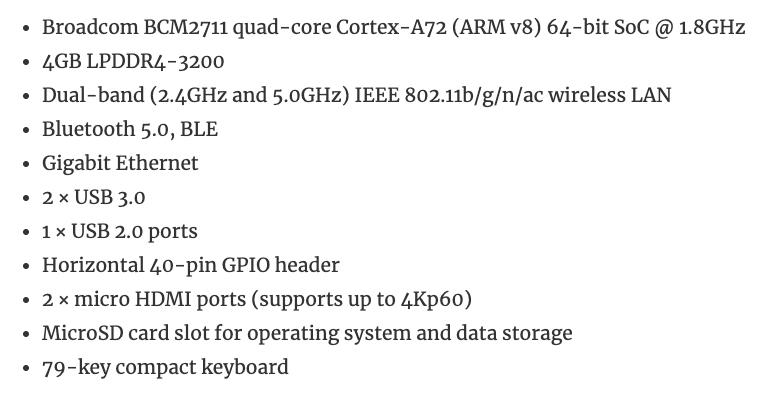 • Broadcom BCM2711 quad-core Cortex-A72 (ARM v8) 64-bit SoC @ 1.8GHz
• 4GB LPDDR4-3200
• Dual-band (2.4GHz and 5.0GHz) IEEE 802.11b/g/n/ac wireless LAN
• Bluetooth 5.0, BLE
• Gigabit Ethernet
• 2 × USB 3.0
• 1 × USB 2.0 ports
• Horizontal 40-pin GPIO header
• 2 × micro HDMI ports (supports up to 4Kp60)
• MicroSD card slot for operating system and data storage
• 79-key compact keyboard